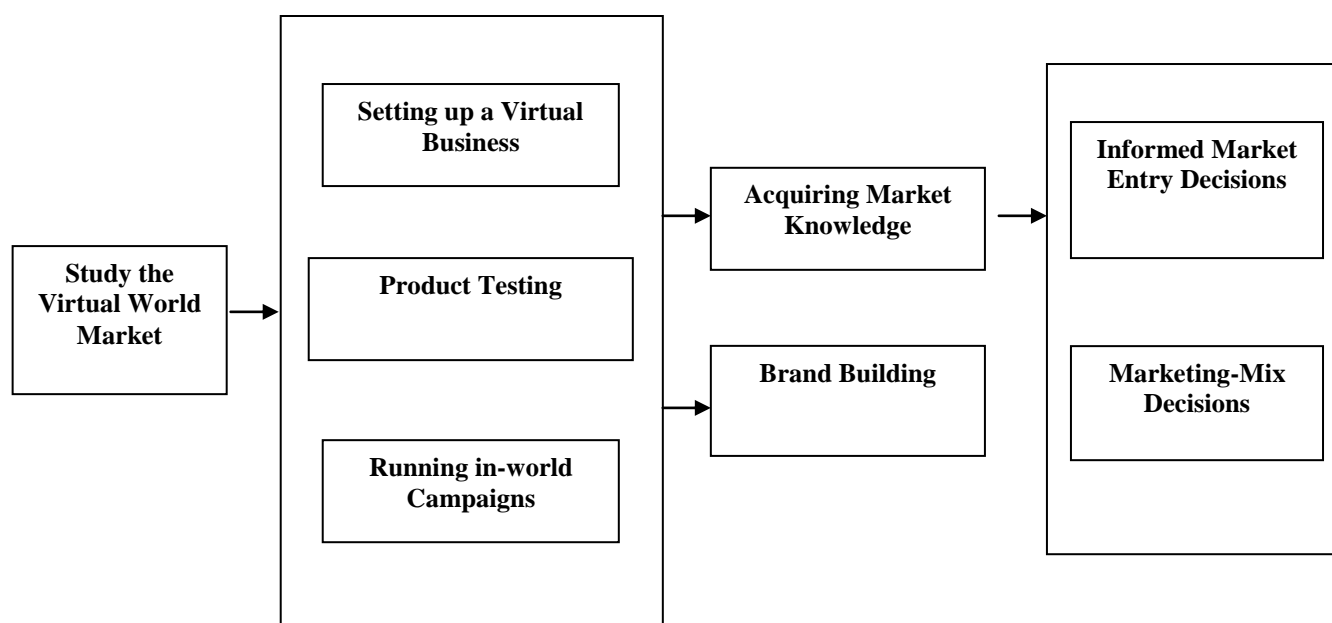 Study the
Virtual World
Market
Setting up a Virtual
Business
Product Testing
Running in-world
Campaigns
Acquiring Market
Knowledge
Brand Building
Informed Market
Entry Decisions
Marketing-Mix
Decisions